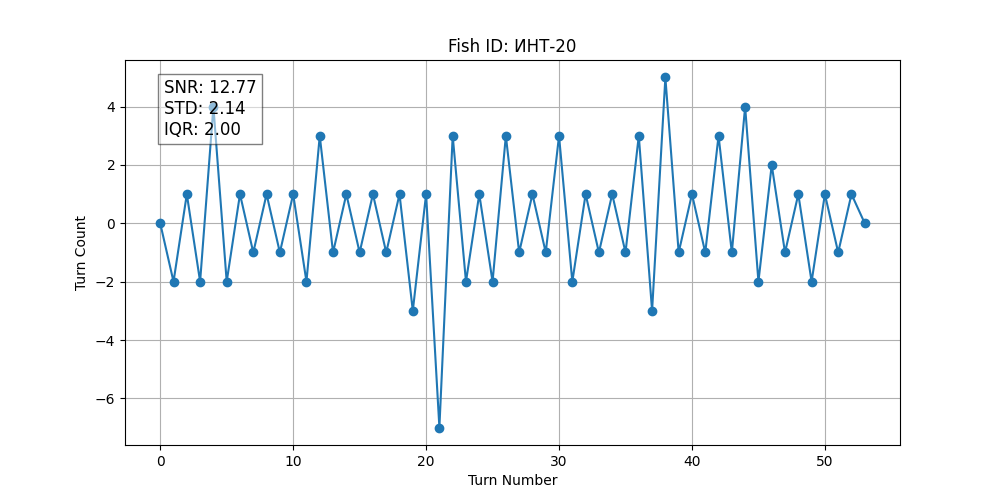 Fish ID: ИНТ-20
SNR: 12.77
STD: 2.14
IQR: 2.00
4
2
0
−2
−4
−6
Turn Count
0 10 20 30 40 50
Turn Number